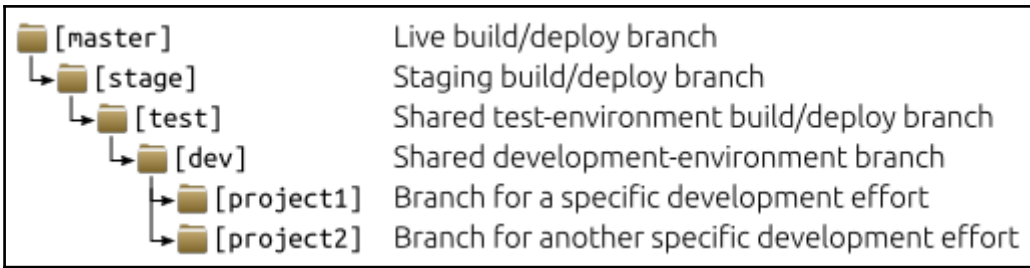 [master] Live build/deploy branch
[stage] Staging build/deploy branch
[test] Shared test-environment build/deploy branch
[dev] Shared development-environment branch
[project1] Branch for a specific development effort
[project2] Branch for another specific development effort